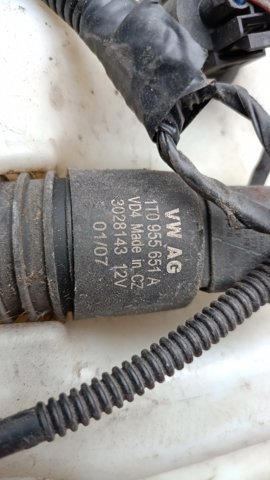 VW AG
1T0 955 651 A
VD4 Made in CZ
3028143 12V
01/07